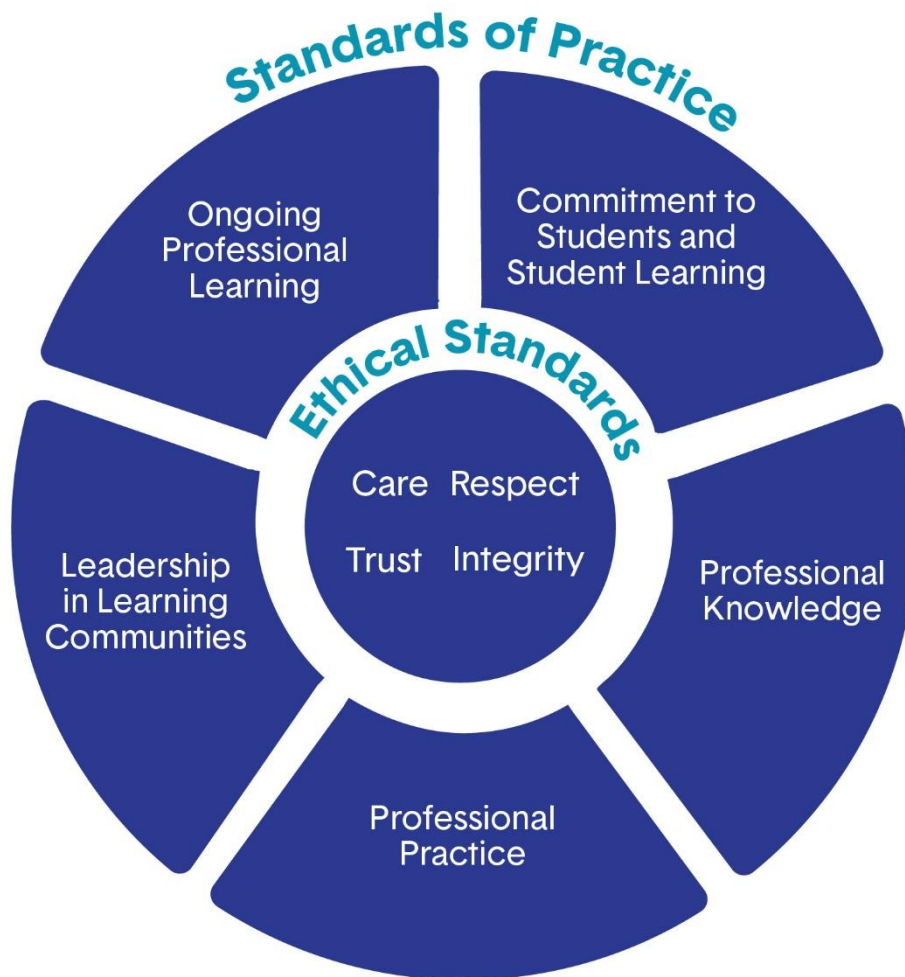 Standards of Practice
Ongoing
Professional
Learning
Commitment to
Students and
Student Learning
Ethical Standards
Care Respect
Trust Integrity
Leadership
in Learning
Communities
Professional
Knowledge
Professional
Practice